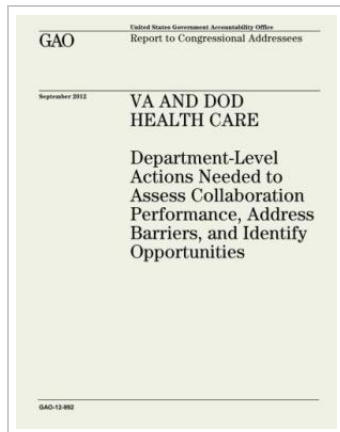 United States Government Accountability Office
GAO
Report to Congressional Addressees
September 2012
VA AND DOD
HEALTH CARE
Department-Level
Actions Needed to
Assess Collaboration
Performance, Address
Barriers, and Identify
Opportunities
GAO-12-992